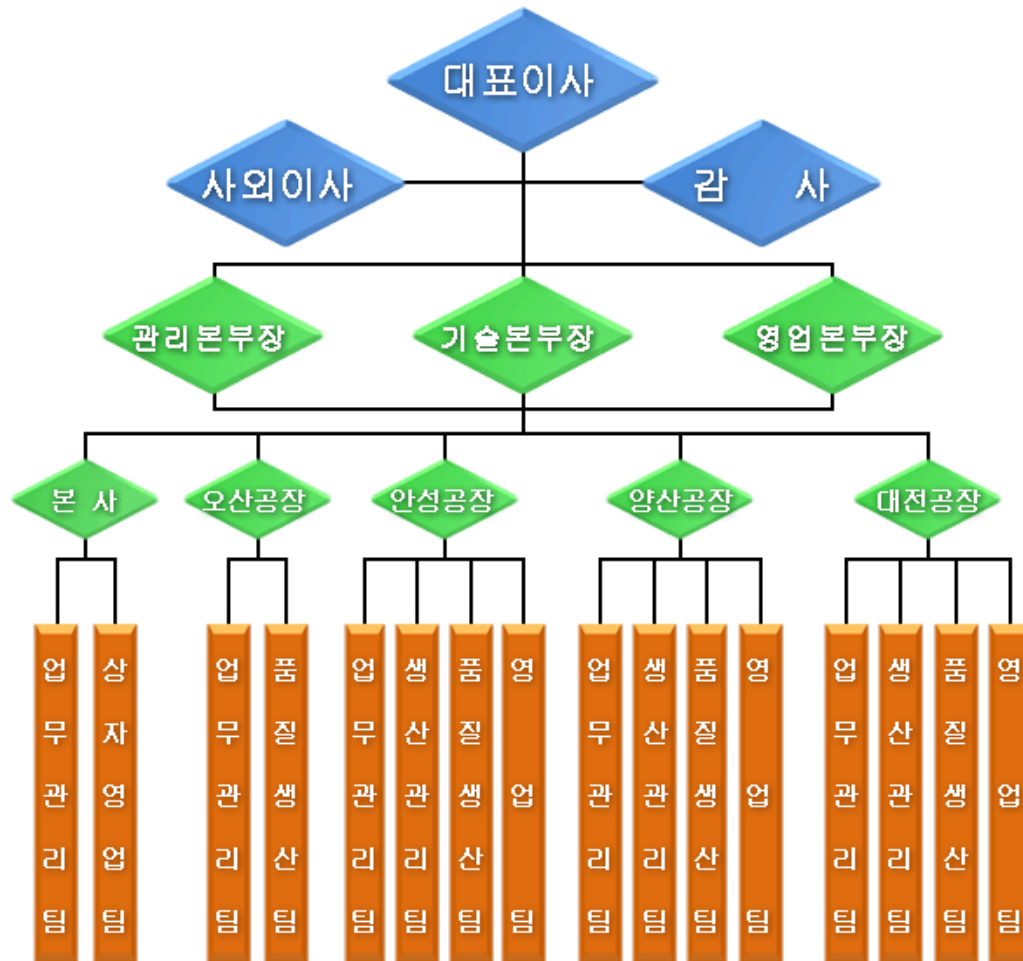 대표이사
사외이사
감 사
관리본부장
기술본부장
영업본부장
본 사
오산공장
안성공장
양산공장
대전공장
업무관리팀
상자영업팀
업무관리팀
품질생산팀
업무관리팀
생산관리팀
품질생산팀
영업팀
업무관리팀
생산관리팀
품질생산팀
영업팀
업무관리팀
생산관리팀
품질생산팀
영업팀